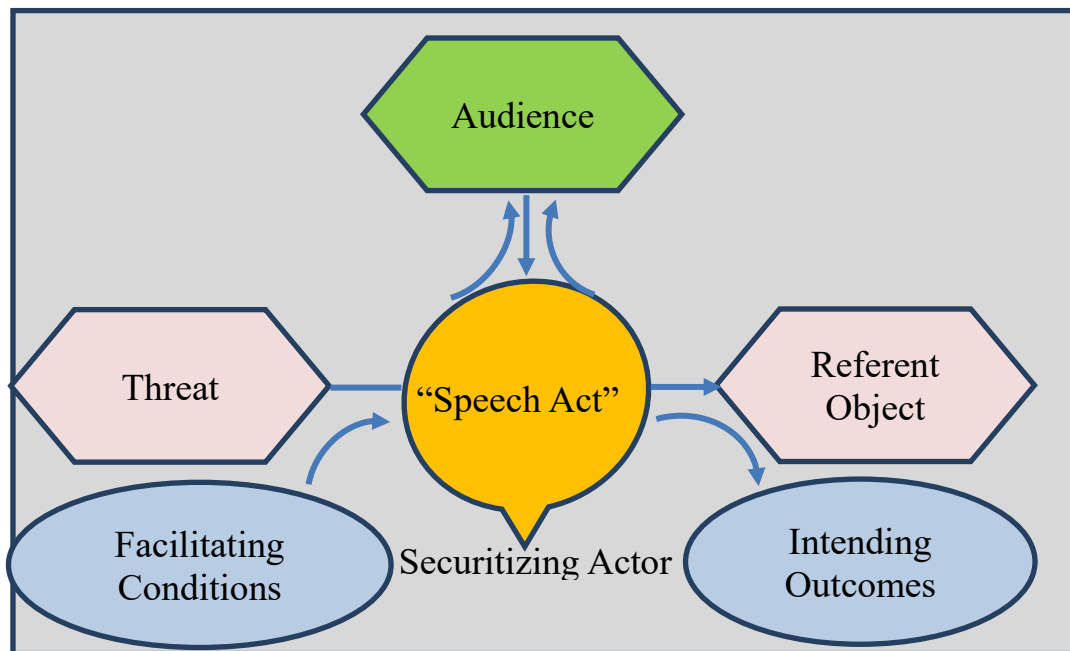 Audience
Threat
“Speech Act”
Referent
Object
Facilitating
Conditions
Securitizing Actor
Intending
Outcomes